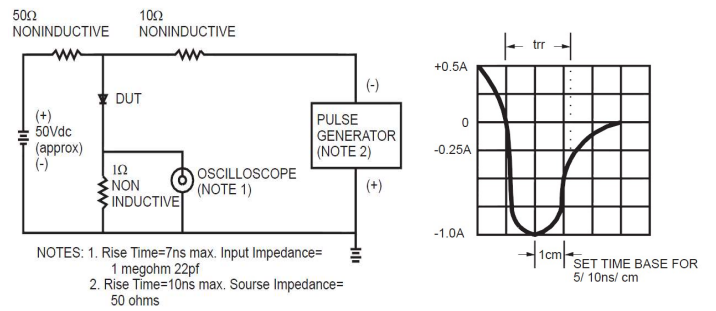 50Ω
NONINDUCTIVE
10Ω
NONINDUCTIVE
(+)
50Vdc
(approx)
(-)
DUT
1Ω
NON
INDUCTIVE
OSCILLOSCOPE
(NOTE 1)
(-)
PULSE
GENERATOR
(NOTE 2)
(+)
NOTES: 1. Rise Time=7ns max. Input Impedance=
1 megohm 22pf
2. Rise Time=10ns max. Sourse Impedance=
50 ohms
trr
+0.5A
0
-0.25A
-1.0A
1cm
SET TIME BASE FOR
5/ 10ns/ cm